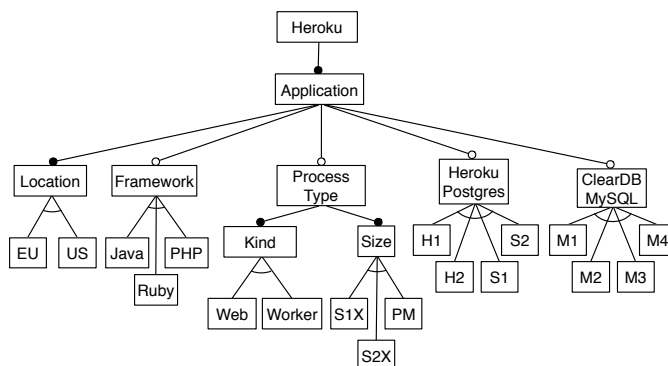 Heroku
Application
Location
Framework
Process
Type
Heroku
Postgres
ClearDB
MySQL
EU
US
Java
PHP
Ruby
Kind
Size
H1
S2
H2
S1
M1
M4
M2
M3
Web
Worker
S1X
PM
S2X